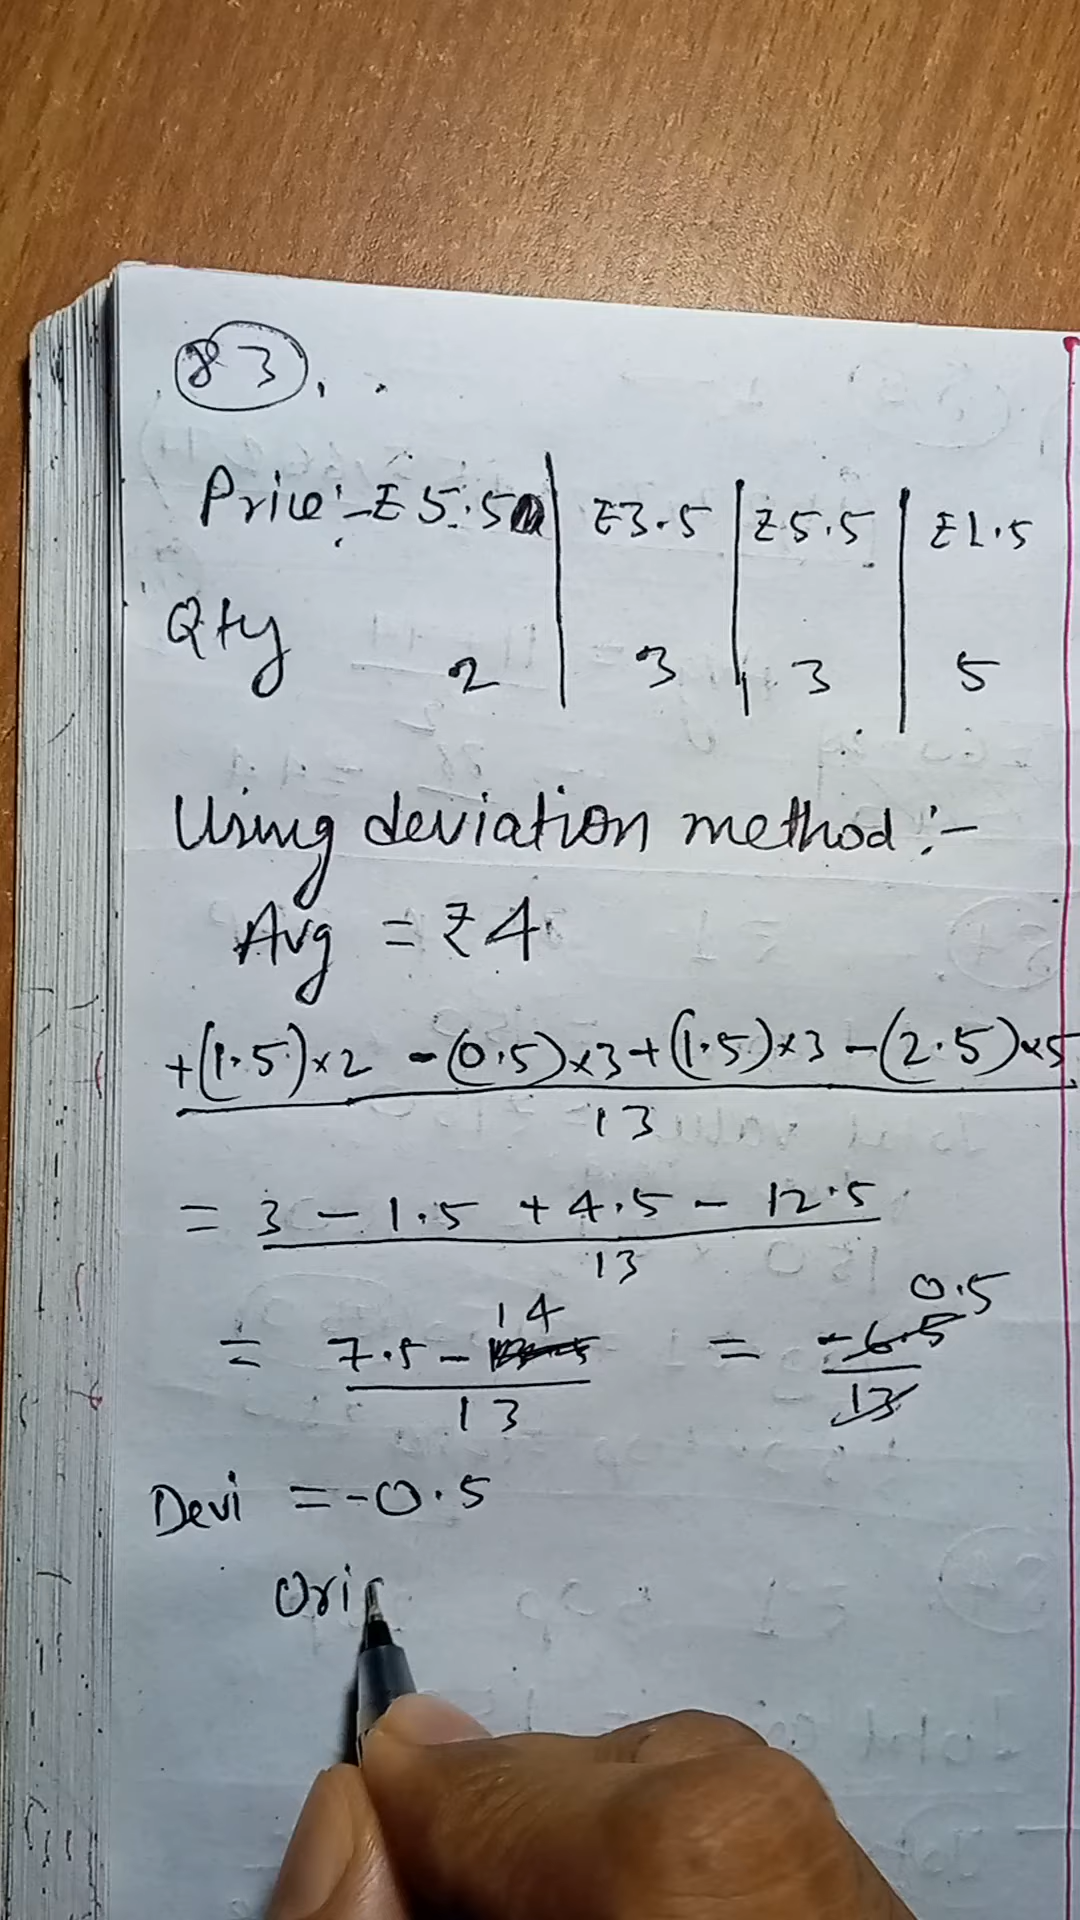 83.
Price:- ₹5.5 | ₹3.5 | ₹5.5 | ₹1.5
Qty 2 | 3 | 3 | 5
Using deviation method:-
Avg = ₹4
+(1.5)×2 -(0.5)×3+(1.5)×3-(2.5)×5
13
= 3 - 1.5 + 4.5 - 12.5
13
14 0.5
= 7.5 - = -6.5
13 13
Devi = -0.5
Ori